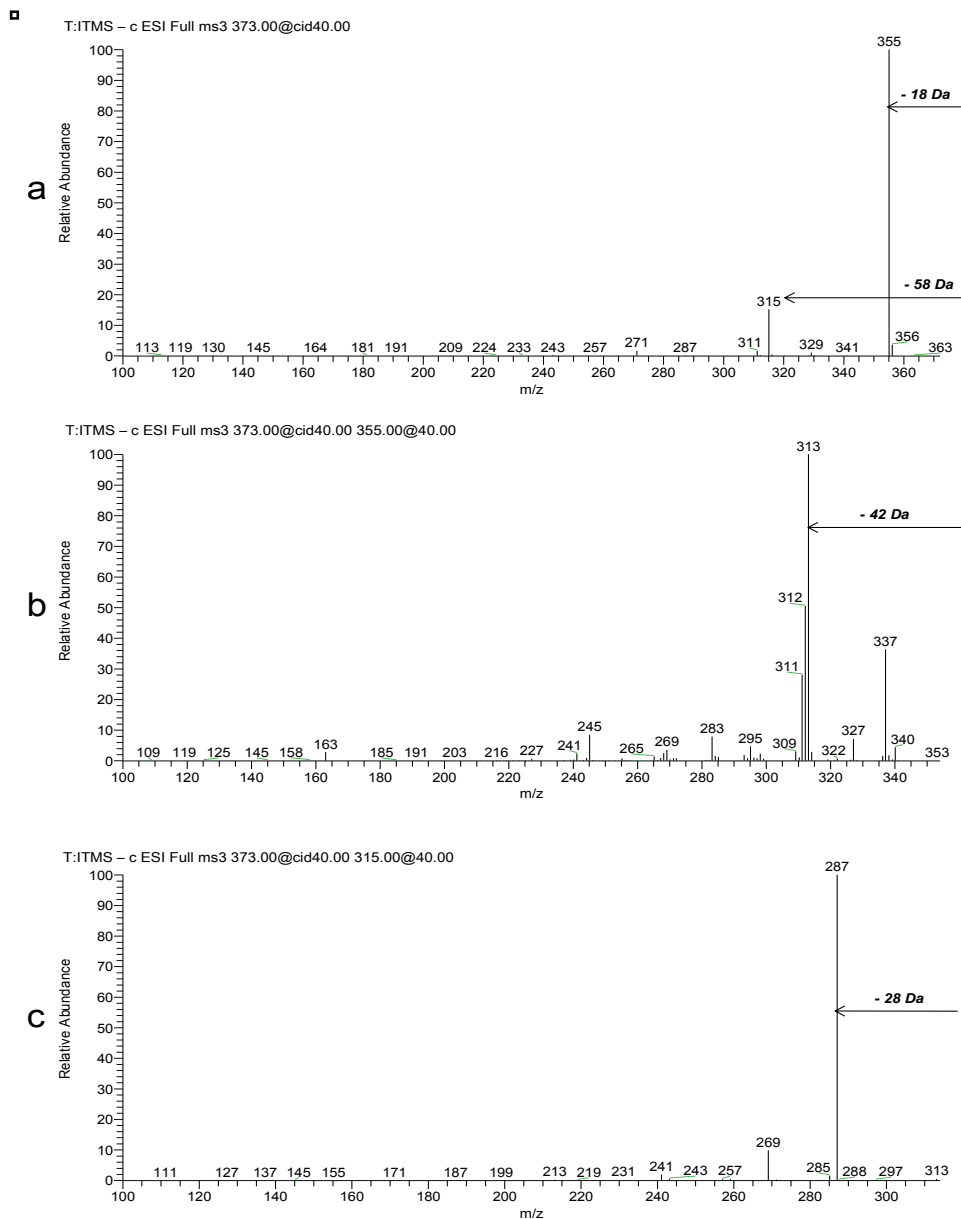 T:ITMS – c ESI Full ms3 373.00@cid40.00
a
Relative Abundance
100
90
80
70
60
50
40
30
20
10
0
355
- 18 Da
- 58 Da
315
113 119 130 145 164 181 191 209 224 233 243 257 271 287 311 329 341 356 363
100 120 140 160 180 200 220 240 260 280 300 320 340 360
m/z
T:ITMS – c ESI Full ms3 373.00@cid40.00 355.00@40.00
b
Relative Abundance
100
90
80
70
60
50
40
30
20
10
0
313
- 42 Da
312
337
311
109 119 125 145 158 163 185 191 203 216 227 241 245 265 269 283 295 309 322 327 340 353
100 120 140 160 180 200 220 240 260 280 300 320 340
m/z
T:ITMS – c ESI Full ms3 373.00@cid40.00 315.00@40.00
c
Relative Abundance
100
90
80
70
60
50
40
30
20
10
0
287
- 28 Da
111 127 137 145 155 171 187 199 213 219 231 241 243 257 269 285 288 297 313
100 120 140 160 180 200 220 240 260 280 300
m/z